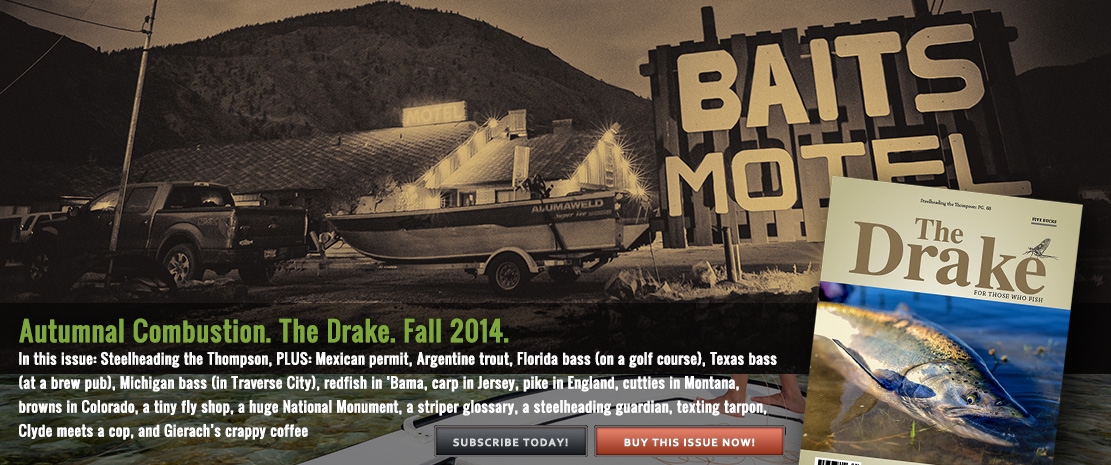 BAITS
MOTEL
MOTEL
ALUMAWELD
Steelheading the Thompson: PG. 60
FIVE BUCKS
The
Drake
FOR THOSE WHO FISH
Autumnal Combustion. The Drake. Fall 2014.
In this issue: Steelheading the Thompson, PLUS: Mexican permit, Argentine trout, Florida bass (on a golf course), Texas bass
(at a brew pub), Michigan bass (in Traverse City), redfish in 'Bama, carp in Jersey, pike in England, cutties in Montana,
browns in Colorado, a tiny fly shop, a huge National Monument, a striper glossary, a steelheading guardian, texting tarpon,
Clyde meets a cop, and Gierach's crappy coffee
SUBSCRIBE TODAY!
BUY THIS ISSUE NOW!